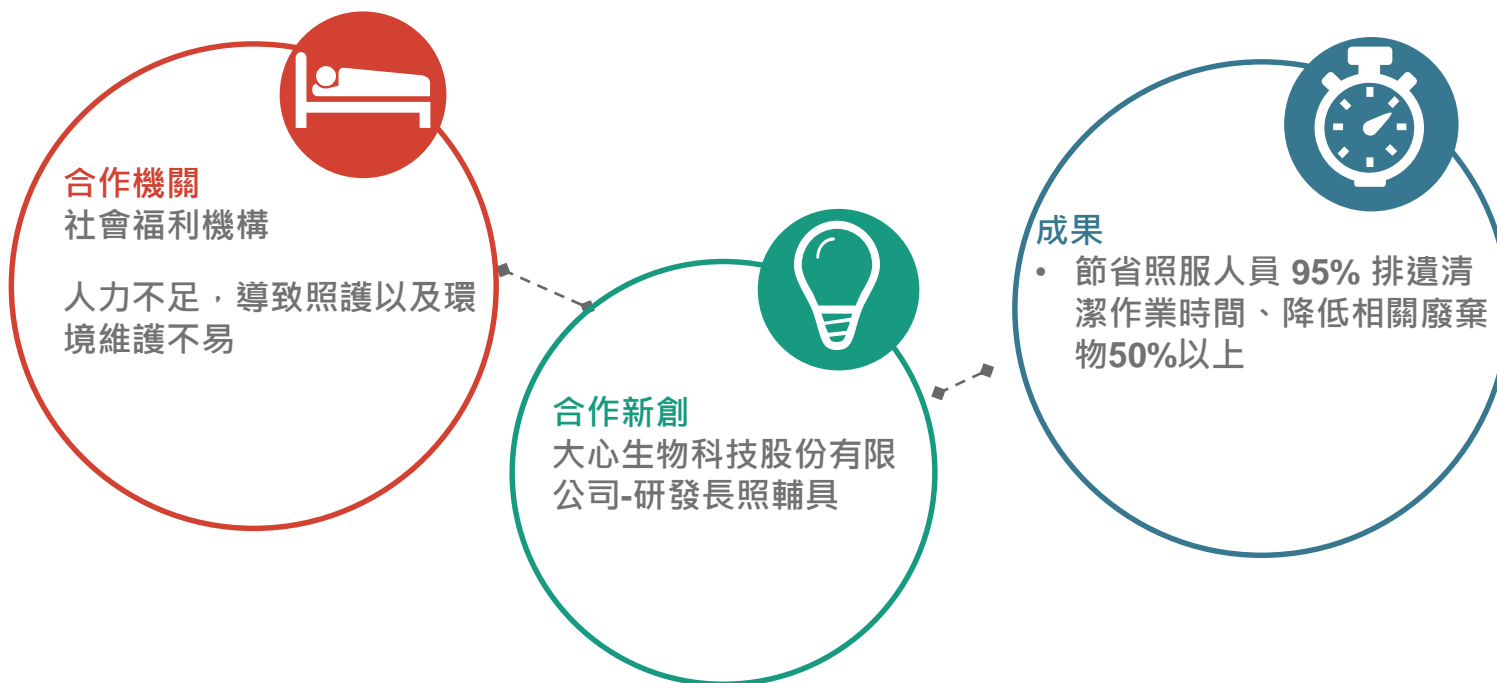 合作機關
社會福利機構
人力不足，導致照護以及環
境維護不易
合作新創
大心生物科技股份有限
公司-研發長照輔具
成果
• 節省照服人員 95% 排遺清
潔作業時間、降低相關廢棄
物50%以上